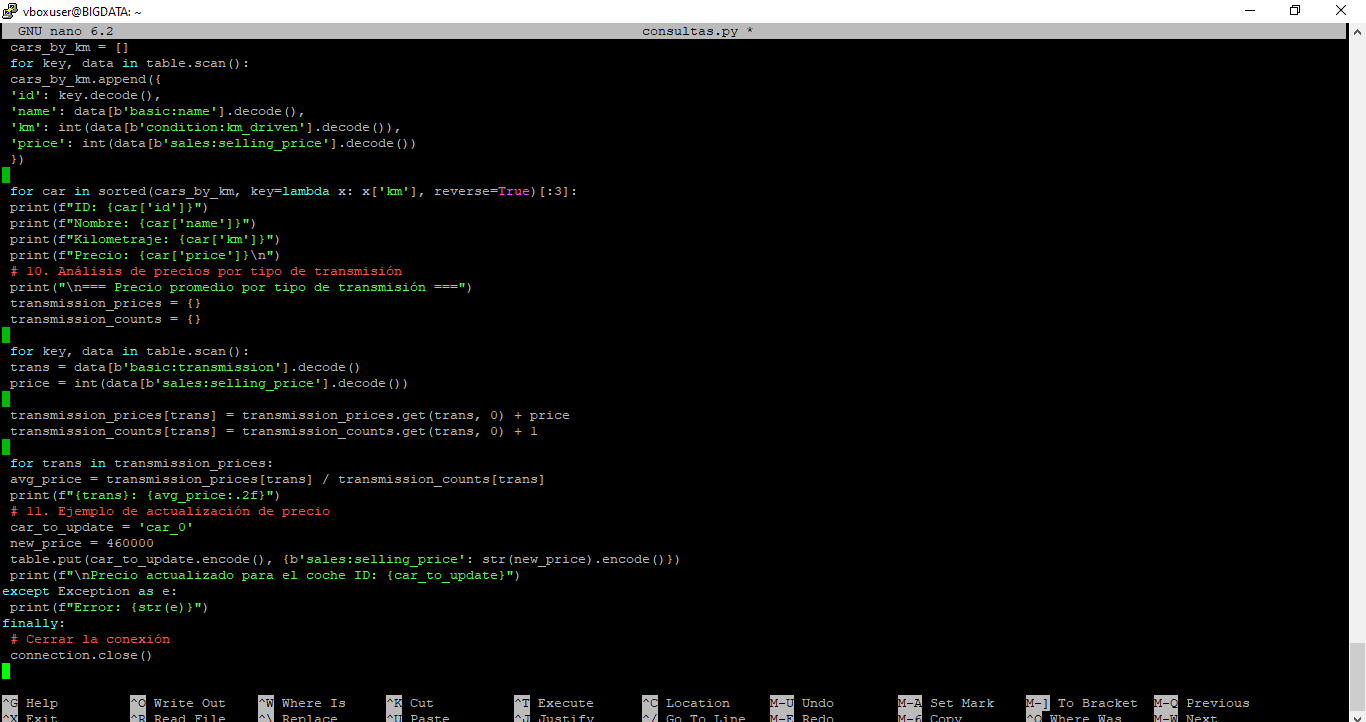 vboxuser@BIGDATA: ~
GNU nano 6.2 consultas.py *
cars_by_km = []
for key, data in table.scan():
cars_by_km.append({
'id': key.decode(),
'name': data[b'basic:name'].decode(),
'km': int(data[b'condition:km_driven'].decode()),
'price': int(data[b'sales:selling_price'].decode())
})
for car in sorted(cars_by_km, key=lambda x: x['km'], reverse=True)[:3]:
print(f"ID: {car['id']}")
print(f"Nombre: {car['name']}")
print(f"Kilometraje: {car['km']}")
print(f"Precio: {car['price']}\n")
# 10. Análisis de precios por tipo de transmisión
print("\n=== Precio promedio por tipo de transmisión ===")
transmission_prices = {}
transmission_counts = {}
for key, data in table.scan():
trans = data[b'basic:transmission'].decode()
price = int(data[b'sales:selling_price'].decode())
transmission_prices[trans] = transmission_prices.get(trans, 0) + price
transmission_counts[trans] = transmission_counts.get(trans, 0) + 1
for trans in transmission_prices:
avg_price = transmission_prices[trans] / transmission_counts[trans]
print(f"{trans}: {avg_price:.2f}")
# 11. Ejemplo de actualización de precio
car_to_update = 'car_0'
new_price = 460000
table.put(car_to_update.encode(), {b'sales:selling_price': str(new_price).encode()})
print(f"\nPrecio actualizado para el coche ID: {car_to_update}")
except Exception as e:
print(f"Error: {str(e)}")
finally:
# Cerrar la conexión
connection.close()
^G Help ^O Write Out ^W Where Is ^K Cut ^T Execute ^C Location M-U Undo M-A Set Mark M-] To Bracket M-Q Previous
^X Exit ^R Read File ^\ Replace ^U Paste ^J Justify ^/ Go To Line M-E Redo M-6 Copy ^Q Where Was M-W Next